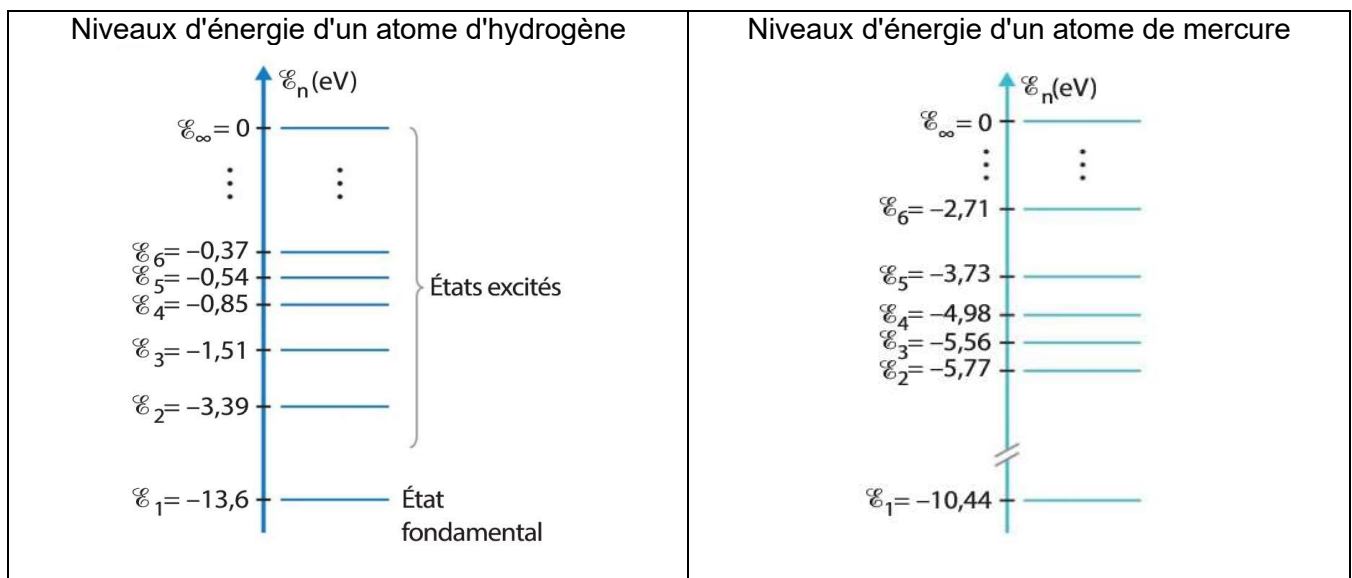 Niveaux d'énergie d'un atome d'hydrogène
ℰn (eV)
ℰ∞ = 0
⋮ ⋮
ℰ6 = –0,37
ℰ5 = –0,54
ℰ4 = –0,85
ℰ3 = –1,51
ℰ2 = –3,39
ℰ1 = –13,6
États excités
État
fondamental
Niveaux d'énergie d'un atome de mercure
ℰn(eV)
ℰ∞ = 0
⋮ ⋮
ℰ6 = –2,71
ℰ5 = –3,73
ℰ4 = –4,98
ℰ3 = –5,56
ℰ2 = –5,77
ℰ1 = –10,44